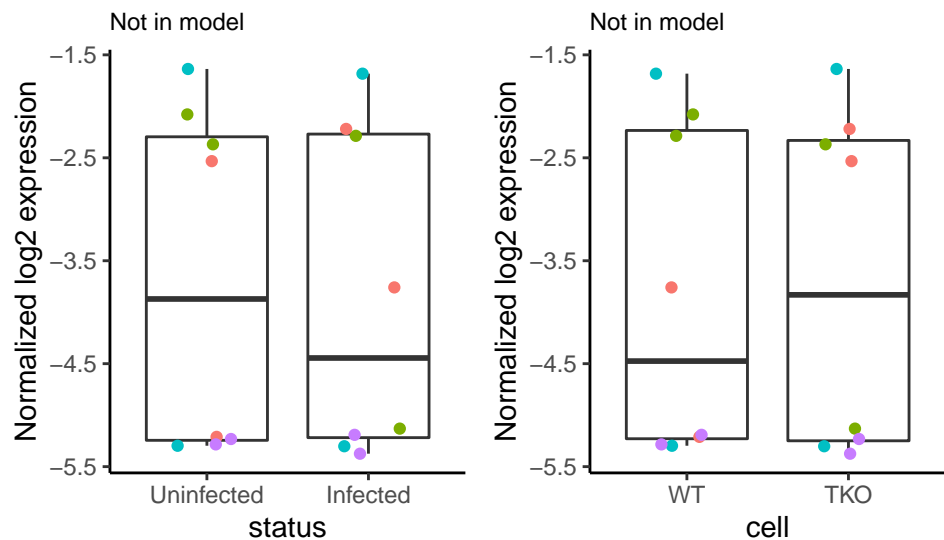 Not in model
Normalized log2 expression
−1.5
−2.5
−3.5
−4.5
−5.5
Uninfected
Infected
status
Not in model
Normalized log2 expression
−1.5
−2.5
−3.5
−4.5
−5.5
WT
TKO
cell